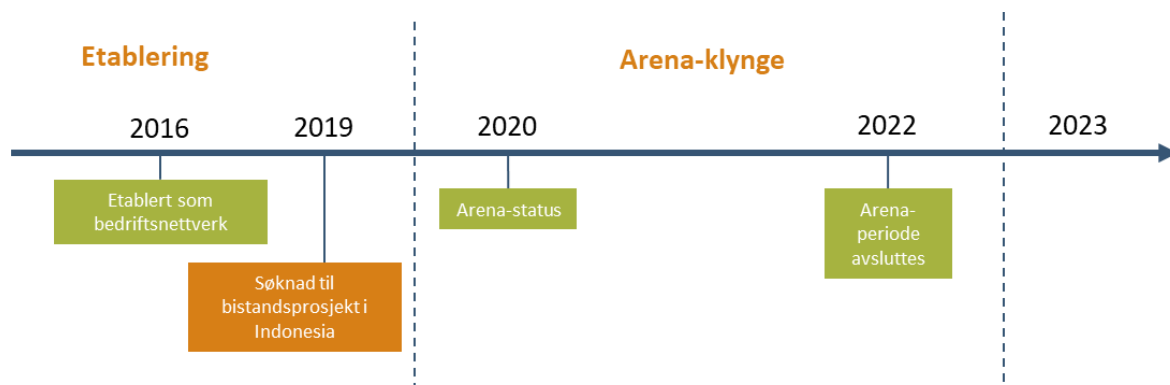 Etablering
Arena-klynge
2016
2019
2020
2022
2023
Etablert som
bedriftsnettverk
Arena-status
Arena-
periode
avsluttes
Søknad til
bistandsprosjekt i
Indonesia